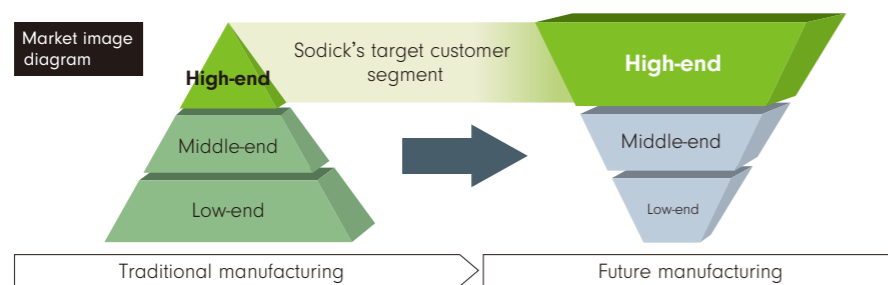 Market image
diagram
Sodick’s target customer
segment
High-end
Middle-end
Low-end
High-end
Middle-end
Low-end
Traditional manufacturing
Future manufacturing